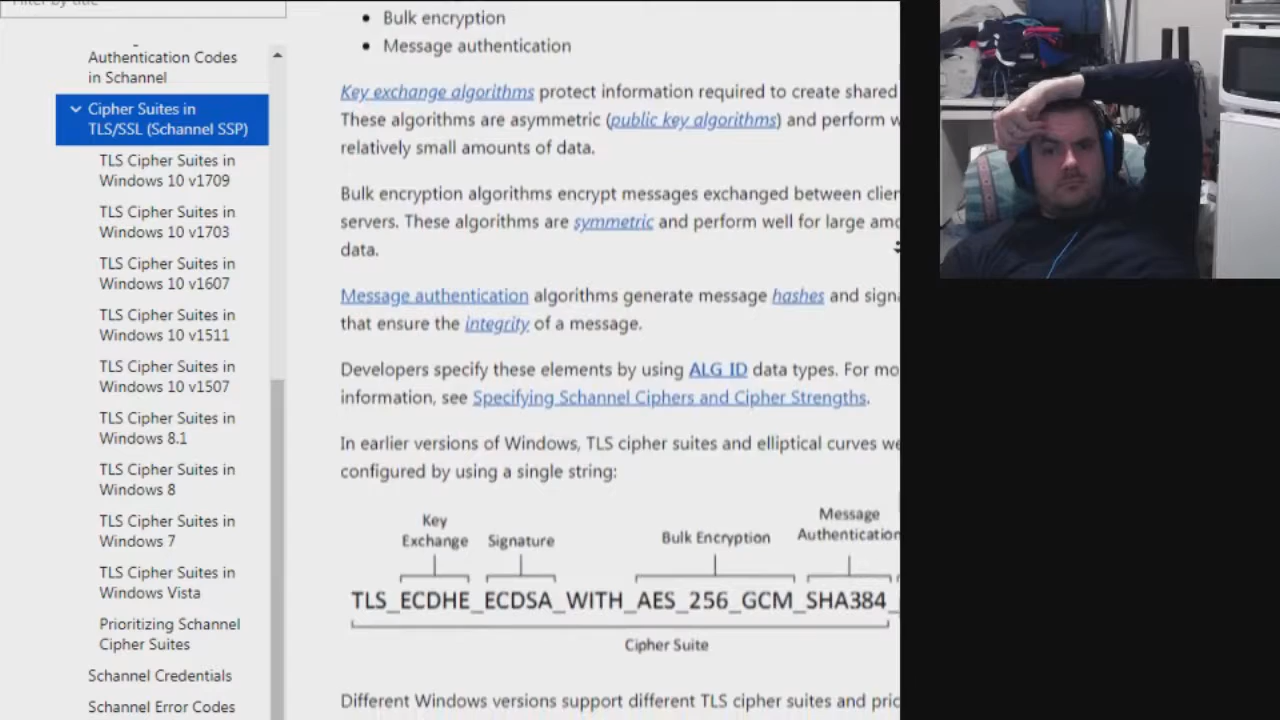 Filter by title
Authentication Codes
in Schannel
Cipher Suites in
TLS/SSL (Schannel SSP)
TLS Cipher Suites in
Windows 10 v1709
TLS Cipher Suites in
Windows 10 v1703
TLS Cipher Suites in
Windows 10 v1607
TLS Cipher Suites in
Windows 10 v1511
TLS Cipher Suites in
Windows 10 v1507
TLS Cipher Suites in
Windows 8.1
TLS Cipher Suites in
Windows 8
TLS Cipher Suites in
Windows 7
TLS Cipher Suites in
Windows Vista
Prioritizing Schannel
Cipher Suites
Schannel Credentials
Schannel Error Codes
• Bulk encryption
• Message authentication
Key exchange algorithms protect information required to create shared
These algorithms are asymmetric (public key algorithms) and perform w
relatively small amounts of data.
Bulk encryption algorithms encrypt messages exchanged between clien
servers. These algorithms are symmetric and perform well for large amo
data.
Message authentication algorithms generate message hashes and signa
that ensure the integrity of a message.
Developers specify these elements by using ALG_ID data types. For mo
information, see Specifying Schannel Ciphers and Cipher Strengths.
In earlier versions of Windows, TLS cipher suites and elliptical curves we
configured by using a single string:
Key
Exchange
Signature
Bulk Encryption
Message
Authentication
TLS_ECDHE_ECDSA_WITH_AES_256_GCM_SHA384_
Cipher Suite
Different Windows versions support different TLS cipher suites and prio